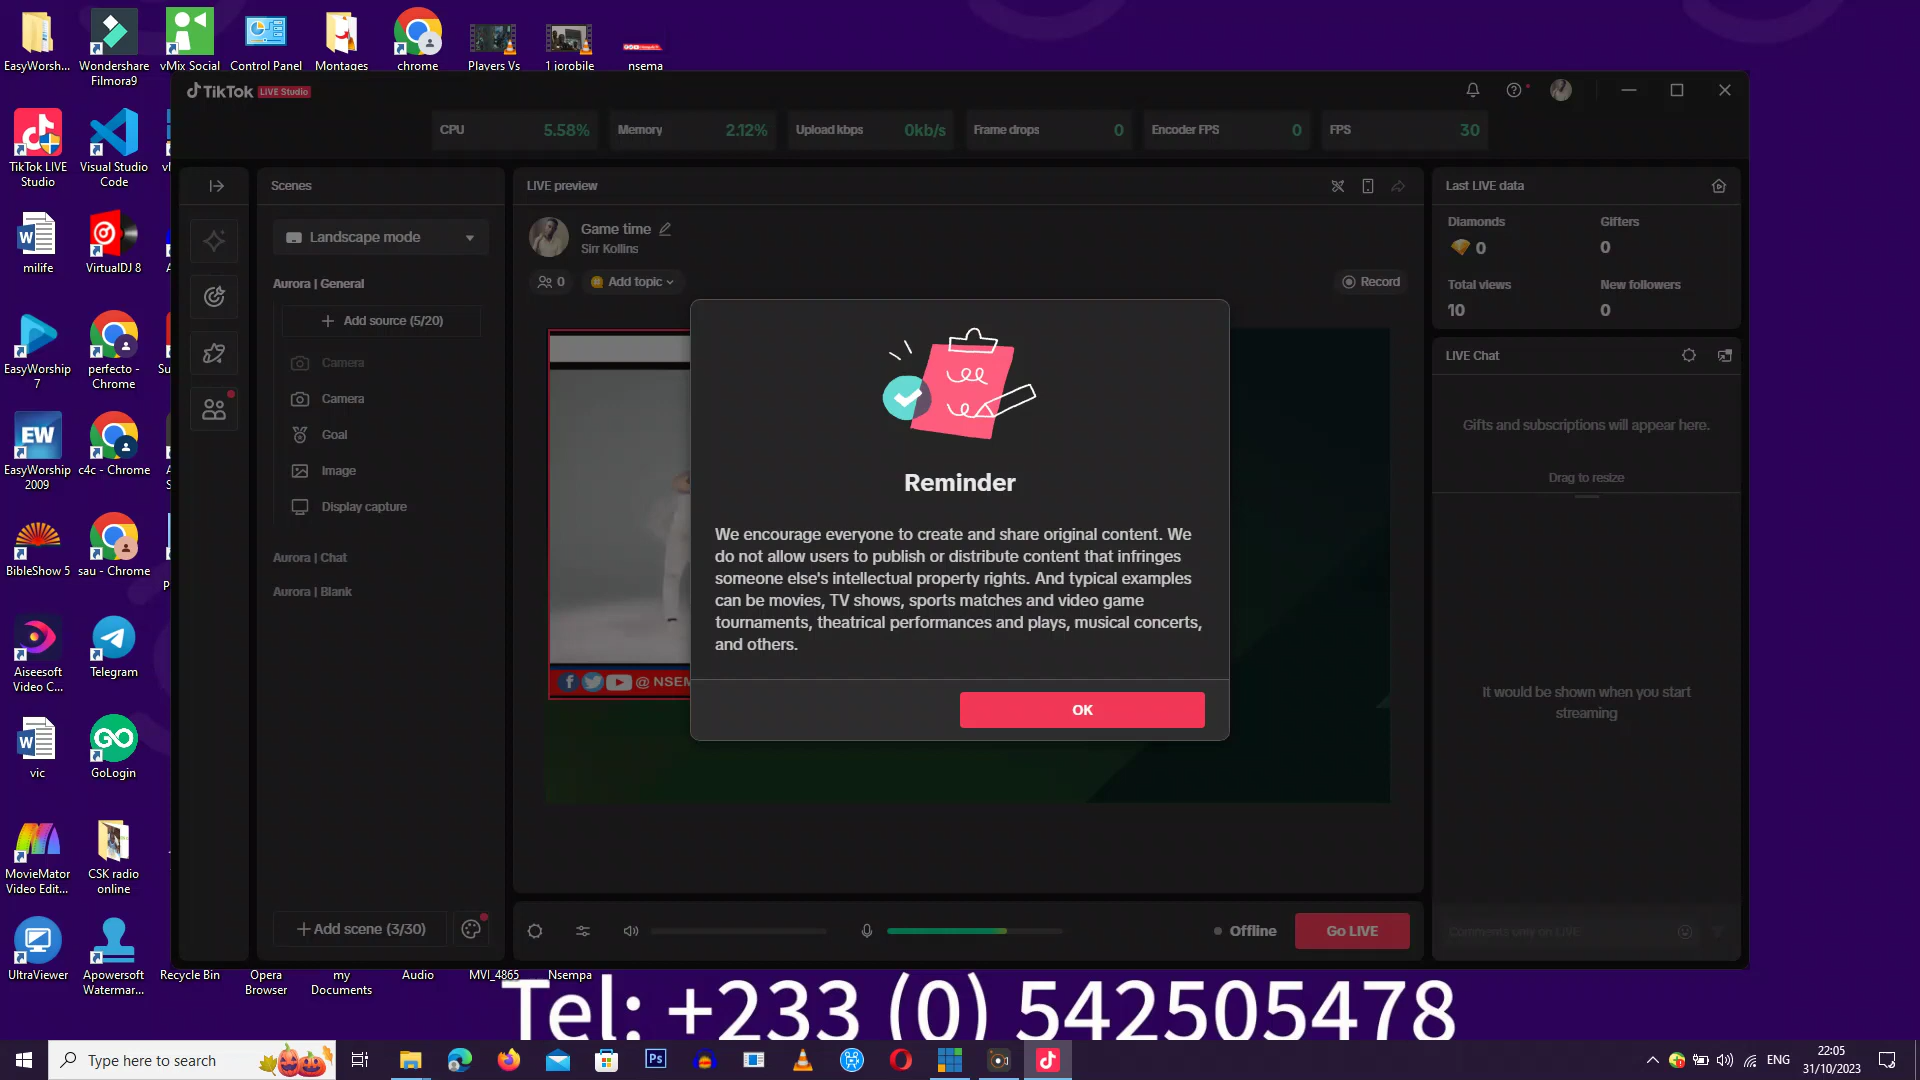 EasyWorsh...
Wondershare
Filmora9
vMix Social
Control Panel
Montages
chrome
Players Vs
1 jorobile
nsema
TikTok LIVE Studio
CPU 5.58%
Memory 2.12%
Upload kbps 0kb/s
Frame drops 0
Encoder FPS 0
FPS 30
TikTok LIVE
Studio
Visual Studio
Code
milife
VirtualDJ 8
EasyWorship
7
perfecto -
Chrome
EW
EasyWorship
2009
c4c - Chrome
BibleShow 5
sau - Chrome
Aiseesoft
Video C...
Telegram
vic
GoLogin
MovieMator
Video Edit...
CSK radio
online
UltraViewer
Apowersoft
Watermar...
Recycle Bin
Opera
Browser
my
Documents
Audio
MVI_4865
Nsempa
Scenes
Landscape mode
Aurora | General
+ Add source (5/20)
Camera
Camera
Goal
Image
Display capture
Aurora | Chat
Aurora | Blank
+ Add scene (3/30)
LIVE preview
Game time
Sirr Kollins
0
Add topic
Record
@ NSEM
Reminder
We encourage everyone to create and share original content. We
do not allow users to publish or distribute content that infringes
someone else's intellectual property rights. And typical examples
can be movies, TV shows, sports matches and video game
tournaments, theatrical performances and plays, musical concerts,
and others.
OK
Offline
Go LIVE
Last LIVE data
Diamonds
Gifters
0
0
Total views
New followers
10
0
LIVE Chat
Gifts and subscriptions will appear here.
Drag to resize
It would be shown when you start
streaming
Comments only on LIVE
Tel: +233 (0) 542505478
Type here to search
Ps
ENG
22:05
31/10/2023